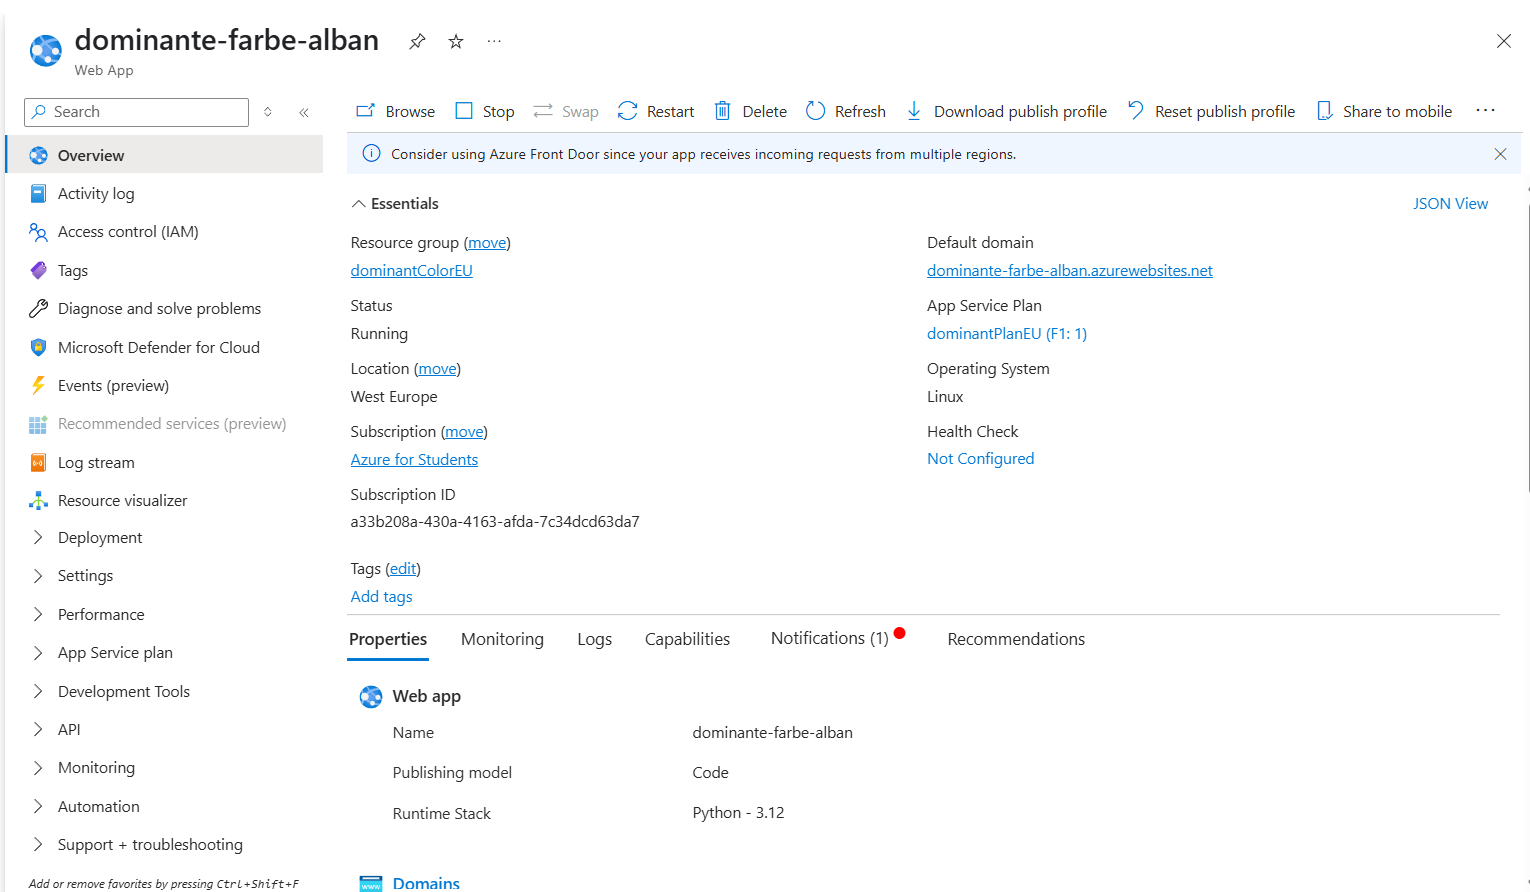 dominante-farbe-alban
Web App
Search
Browse Stop Swap Restart Delete Refresh Download publish profile Reset publish profile Share to mobile
Consider using Azure Front Door since your app receives incoming requests from multiple regions.
Overview
Activity log
Access control (IAM)
Tags
Diagnose and solve problems
Microsoft Defender for Cloud
Events (preview)
Recommended services (preview)
Log stream
Resource visualizer
Deployment
Settings
Performance
App Service plan
Development Tools
API
Monitoring
Automation
Support + troubleshooting
Add or remove favorites by pressing Ctrl+Shift+F
Essentials
JSON View
Resource group (move)
dominantColorEU
Status
Running
Location (move)
West Europe
Subscription (move)
Azure for Students
Subscription ID
a33b208a-430a-4163-afda-7c34dcd63da7
Default domain
dominante-farbe-alban.azurewebsites.net
App Service Plan
dominantPlanEU (F1: 1)
Operating System
Linux
Health Check
Not Configured
Tags (edit)
Add tags
Properties Monitoring Logs Capabilities Notifications (1) Recommendations
Web app
Name dominante-farbe-alban
Publishing model Code
Runtime Stack Python - 3.12
www Domains